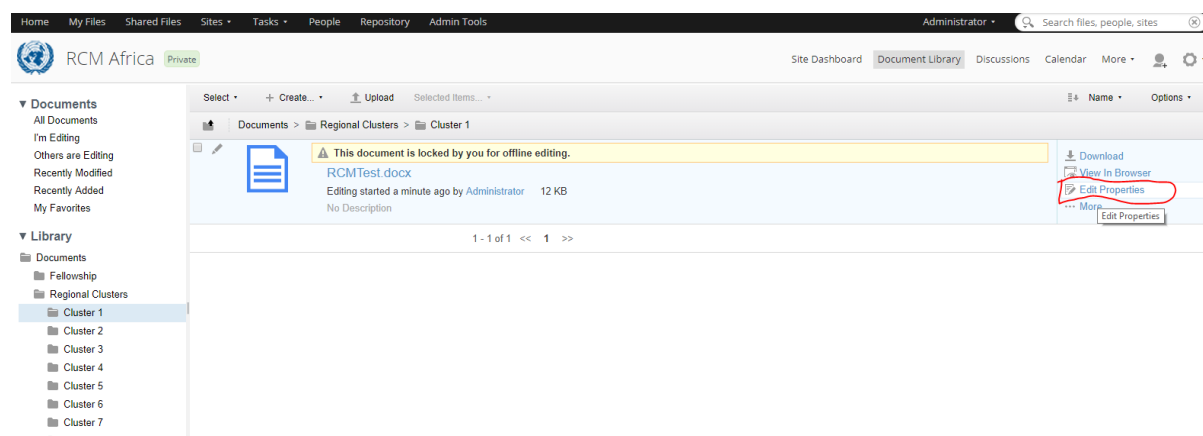 Home My Files Shared Files Sites Tasks People Repository Admin Tools Administrator Search files, people, sites
RCM Africa Private Site Dashboard Document Library Discussions Calendar More
Documents
All Documents
I'm Editing
Others are Editing
Recently Modified
Recently Added
My Favorites
Library
Documents
Fellowship
Regional Clusters
Cluster 1
Cluster 2
Cluster 3
Cluster 4
Cluster 5
Cluster 6
Cluster 7
Select + Create... Upload Selected Items... Name Options
Documents > Regional Clusters > Cluster 1
This document is locked by you for offline editing.
RCMTest.docx
Editing started a minute ago by Administrator 12 KB
No Description
Download
View In Browser
Edit Properties
... More
Edit Properties
1 - 1 of 1 << 1 >>